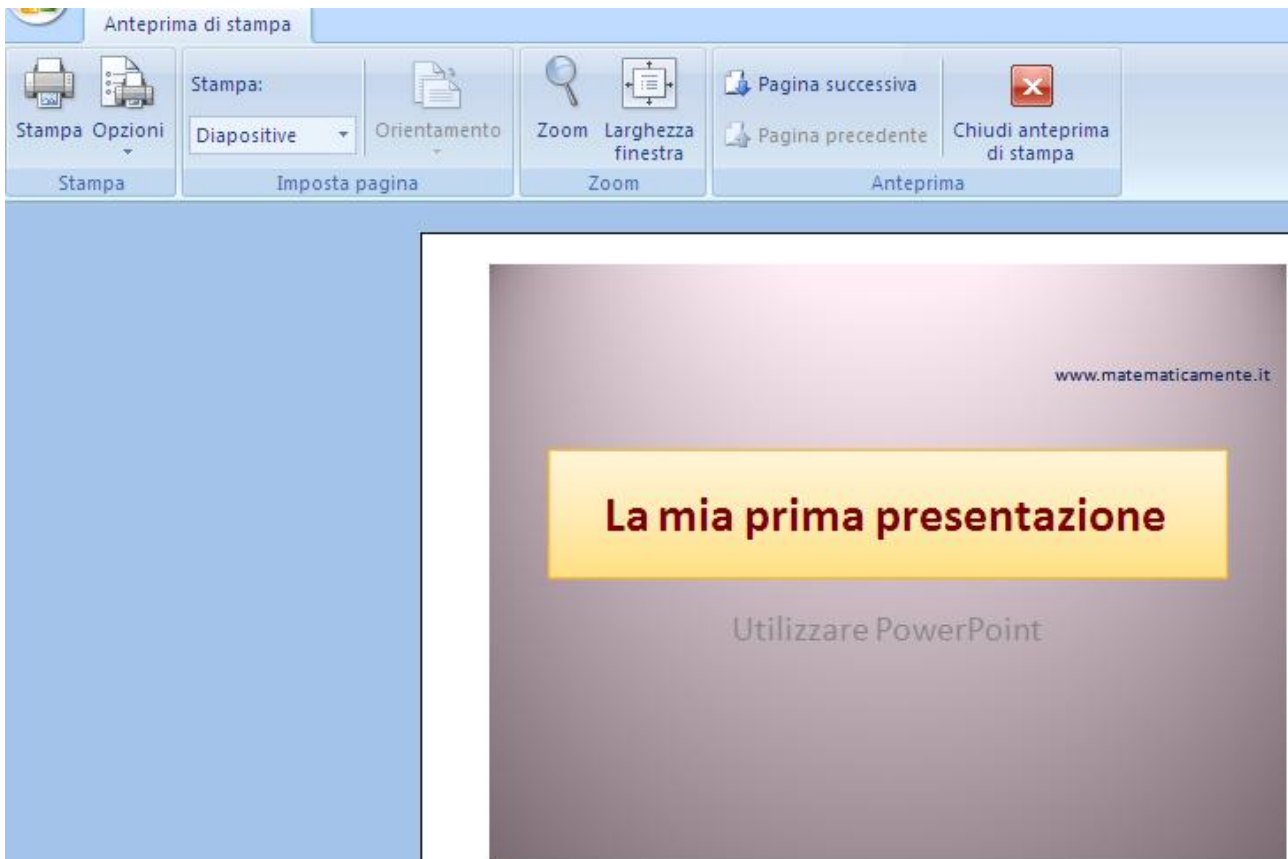 Anteprima di stampa
Stampa
Opzioni
Stampa:
Diapositive
Orientamento
Imposta pagina
Stampa
Zoom
Larghezza
finestra
Zoom
Pagina successiva
Pagina precedente
Chiudi anteprima
di stampa
Anteprima
www.matematicamente.it
La mia prima presentazione
Utilizzare PowerPoint